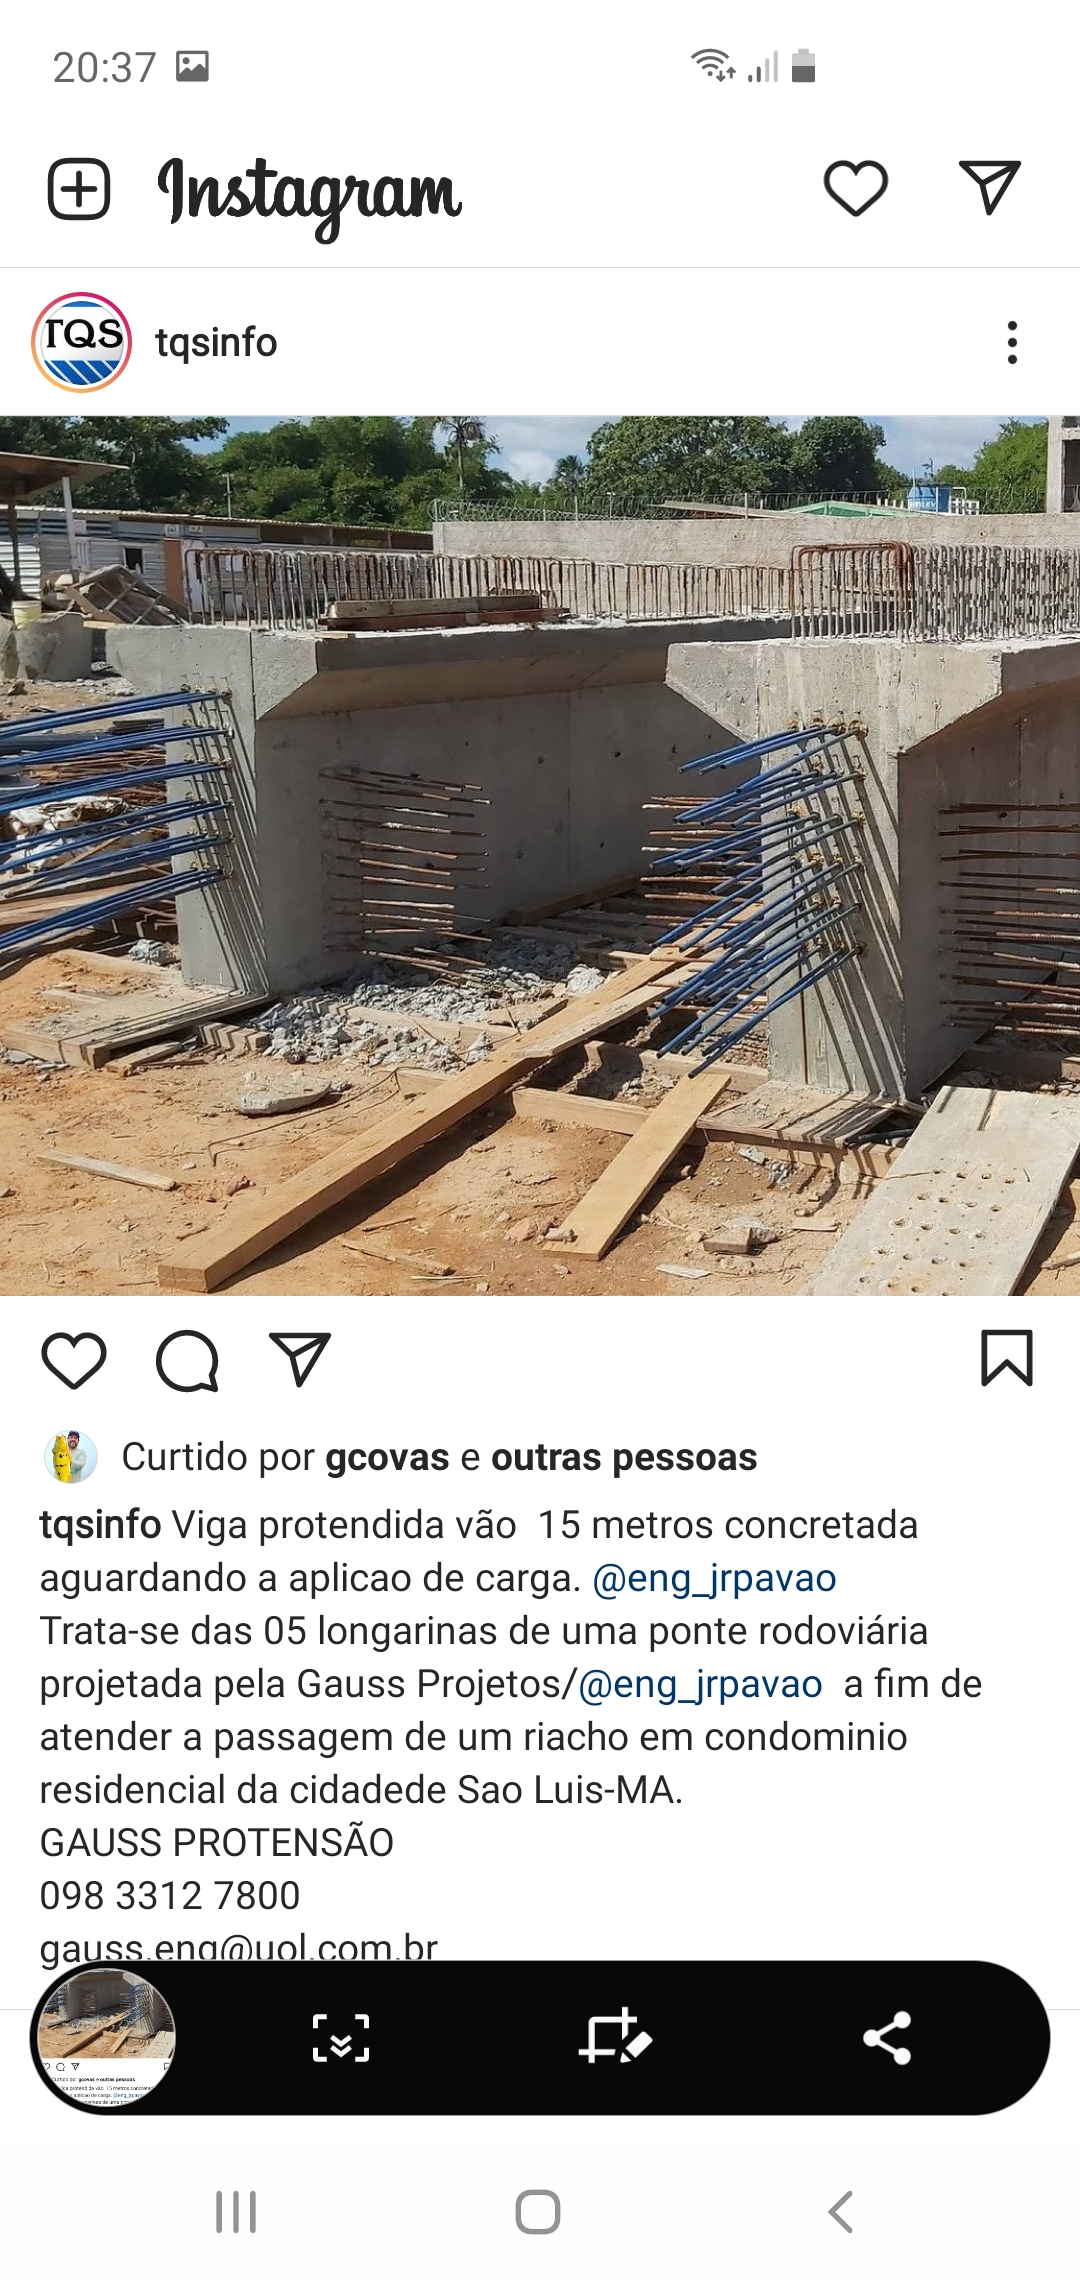 20:37
Instagram
TQS
tqsinfo
Curtido por gcovas e outras pessoas
tqsinfo Viga protendida vão  15 metros concretada
aguardando a aplicao de carga. @eng_jrpavao
Trata-se das 05 longarinas de uma ponte rodoviária
projetada pela Gauss Projetos/@eng_jrpavao  a fim de
atender a passagem de um riacho em condominio
residencial da cidadede Sao Luis-MA.
GAUSS PROTENSÃO
098 3312 7800
gauss.eng@uol.com.br